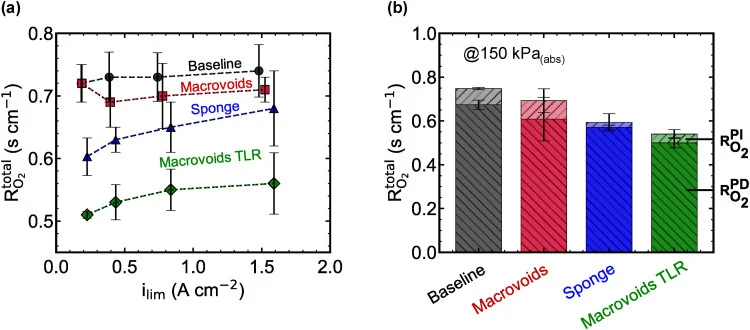 (a)
0.8
0.7
0.6
0.5
R_O2^total (s cm−1)
0.0 0.5 1.0 1.5 2.0
i_lim (A cm−2)
Baseline
Macrovoids
Sponge
Macrovoids TLR
(b)
1.0
0.8
0.6
0.4
0.2
0.0
R_O2^total (s cm−1)
@150 kPa(abs)
R_O2^PI
R_O2^PD
Baseline
Macrovoids
Sponge
Macrovoids TLR